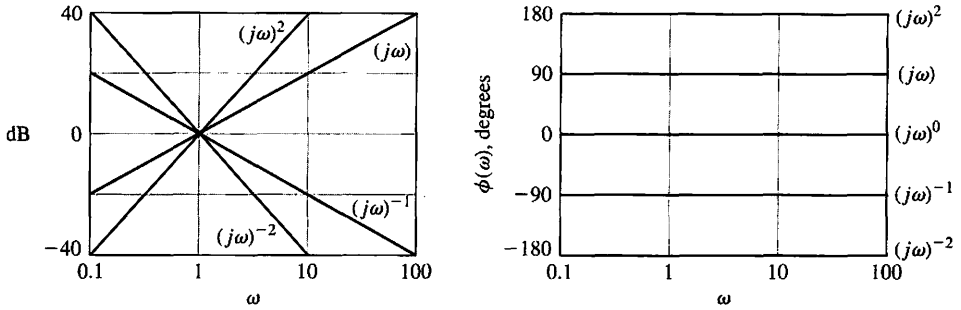 40
0
−40
dB
0.1
1
10
100
ω
(jω)²
(jω)
(jω)⁻¹
(jω)⁻²
180
90
0
−90
−180
ϕ(ω), degrees
0.1
1
10
100
ω
(jω)²
(jω)
(jω)⁰
(jω)⁻¹
(jω)⁻²